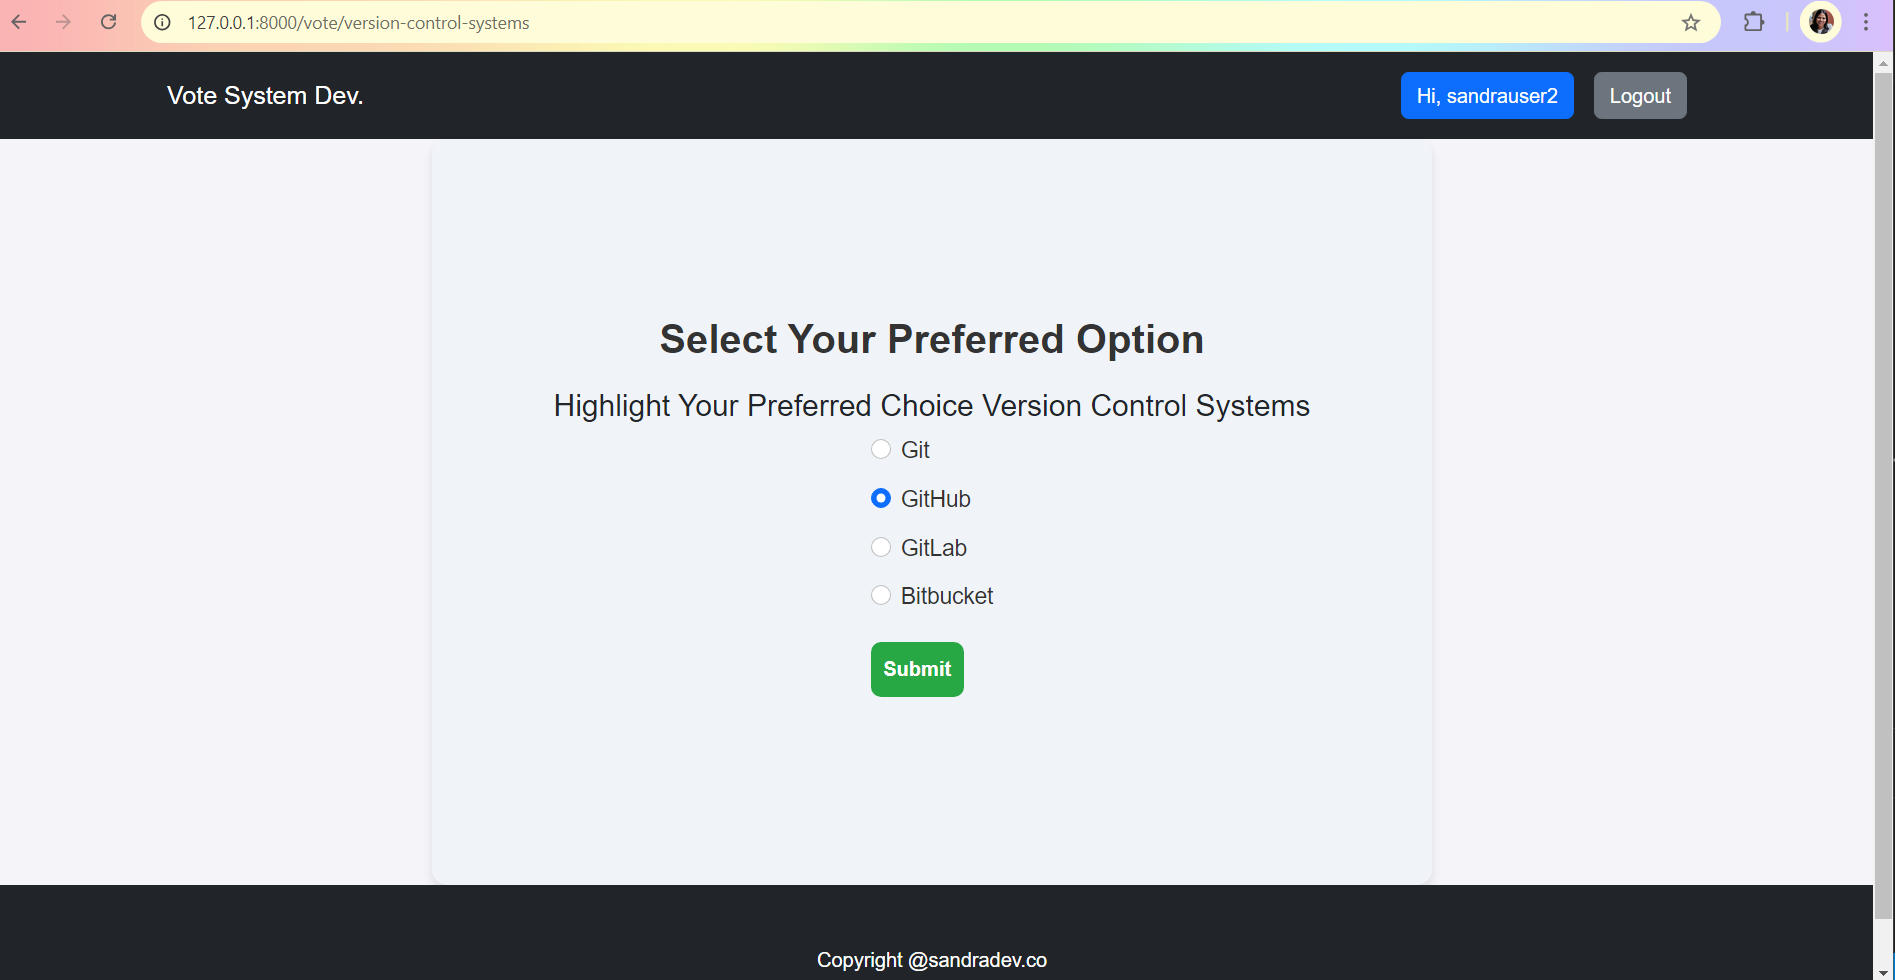 127.0.0.1:8000/vote/version-control-systems
Vote System Dev.
Hi, sandrauser2
Logout
Select Your Preferred Option
Highlight Your Preferred Choice Version Control Systems
Git
GitHub
GitLab
Bitbucket
Submit
Copyright @sandradev.co